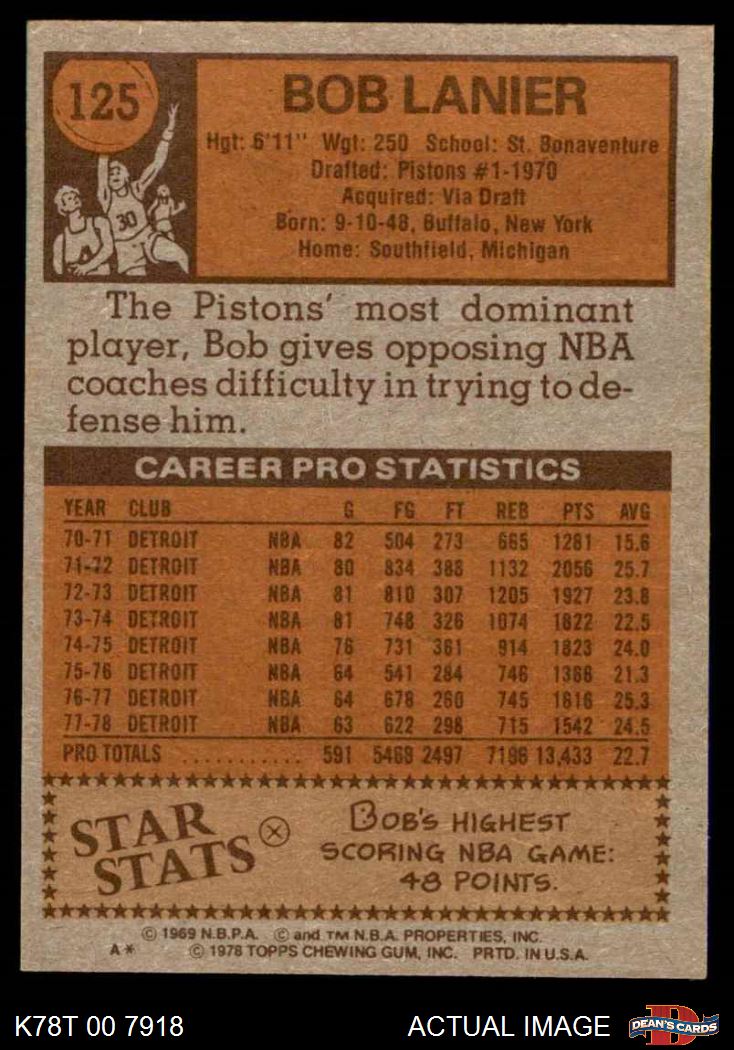 125
BOB LANIER
Hgt: 6'11" Wgt: 250 School: St. Bonaventure
Drafted: Pistons #1-1970
Acquired: Via Draft
Born: 9-10-48, Buffalo, New York
Home: Southfield, Michigan
30
The Pistons' most dominant
player, Bob gives opposing NBA
coaches difficulty in trying to de-
fense him.
CAREER PRO STATISTICS
YEAR CLUB G FG FT REB PTS AVG
70-71 DETROIT NBA 82 504 273 665 1281 15.6
71-72 DETROIT NBA 80 834 388 1132 2056 25.7
72-73 DETROIT NBA 81 810 307 1205 1927 23.8
73-74 DETROIT NBA 81 748 326 1074 1822 22.5
74-75 DETROIT NBA 76 731 361 914 1823 24.0
75-76 DETROIT NBA 64 541 284 746 1366 21.3
76-77 DETROIT NBA 64 678 260 745 1616 25.3
77-78 DETROIT NBA 63 622 298 715 1542 24.5
PRO TOTALS ........... 591 5468 2497 7196 13,433 22.7
STAR
STATS
BOB'S HIGHEST
SCORING NBA GAME:
48 POINTS.
© 1969 N.B.P.A. © and TM N.B.A. PROPERTIES, INC.
A* © 1978 TOPPS CHEWING GUM, INC. PRTD. IN U.S.A.
K78T 00 7918 ACTUAL IMAGE
D
DEAN'S CARDS